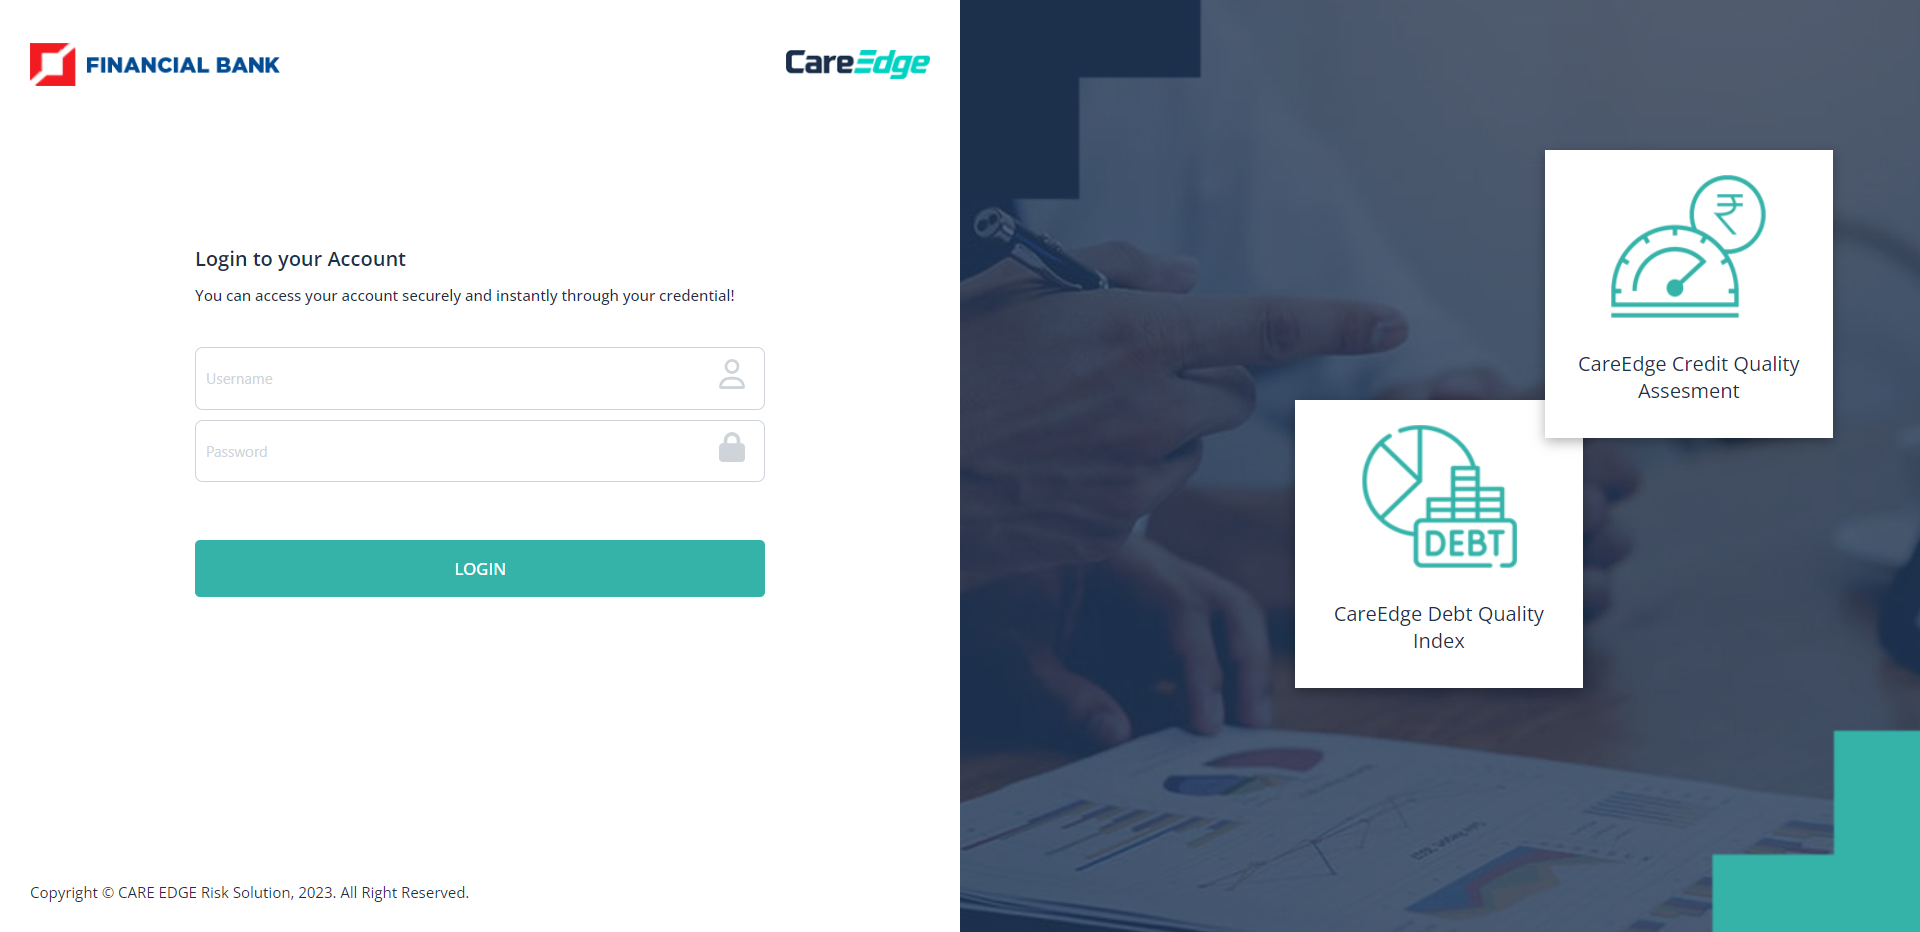 FINANCIAL BANK
CareEdge
Login to your Account
You can access your account securely and instantly through your credential!
Username
Password
LOGIN
Copyright © CARE EDGE Risk Solution, 2023. All Right Reserved.
₹
CareEdge Credit Quality
Assesment
DEBT
CareEdge Debt Quality
Index